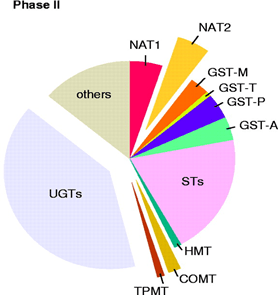 Phase II
NAT2
NAT1
others
GST-M
GST-T
GST-P
GST-A
STs
UGTs
HMT
COMT
TPMT